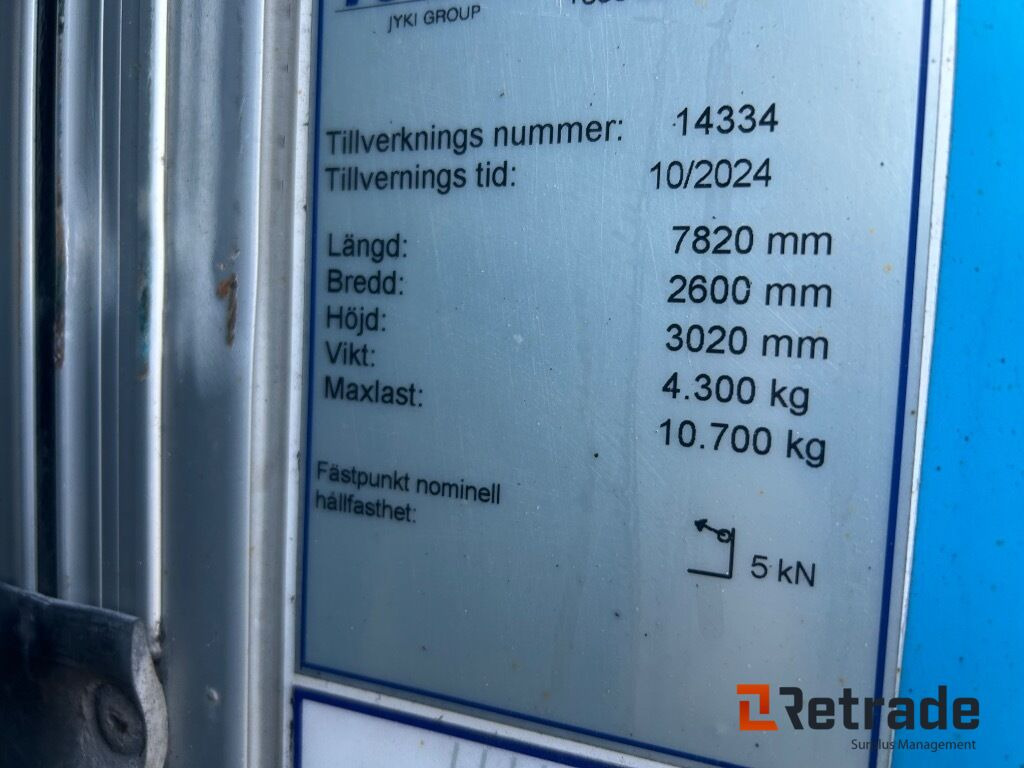 JYKI GROUP
Tillverknings nummer: 14334
Tillvernings tid: 10/2024
Längd: 7820 mm
Bredd: 2600 mm
Höjd: 3020 mm
Vikt: 4.300 kg
Maxlast: 10.700 kg
Fästpunkt nominell
hållfasthet:
5 kN
Retrade
Surplus Management